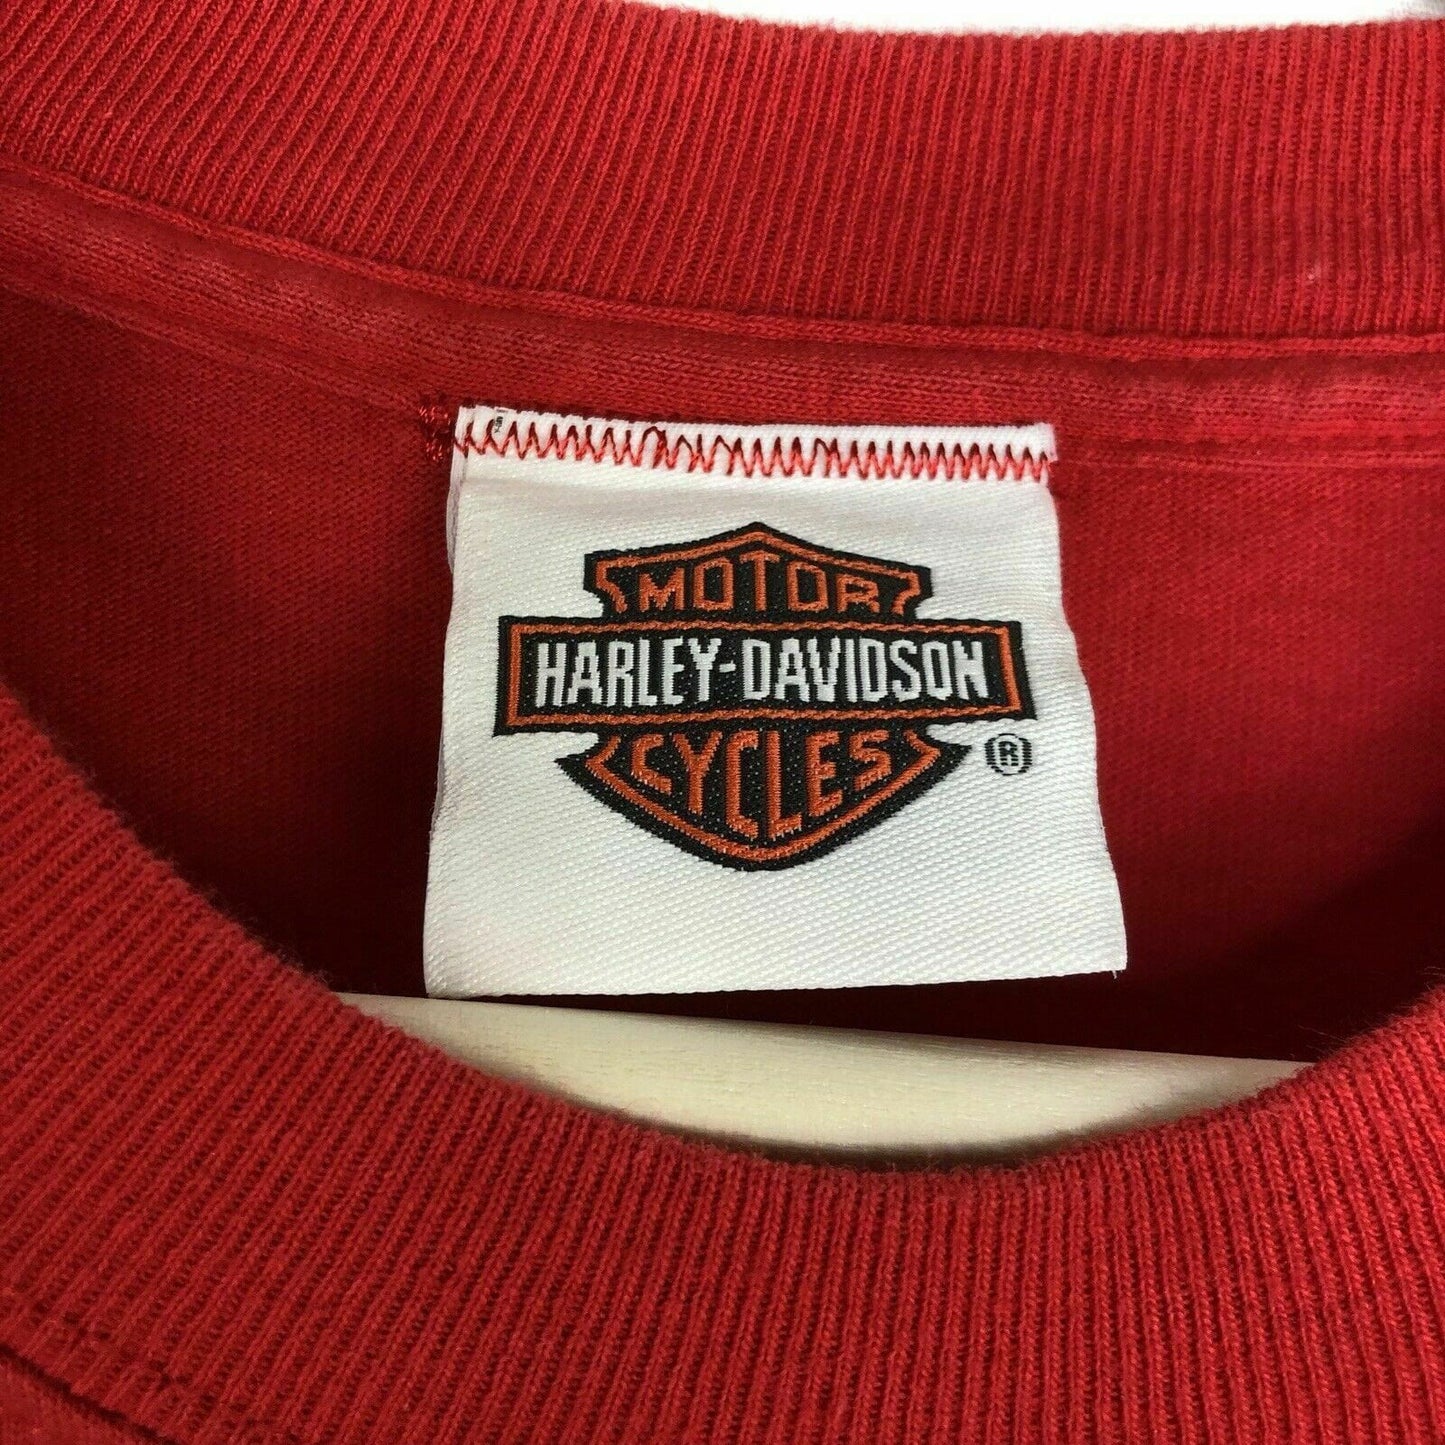 MOTOR
HARLEY-DAVIDSON
CYCLES
®